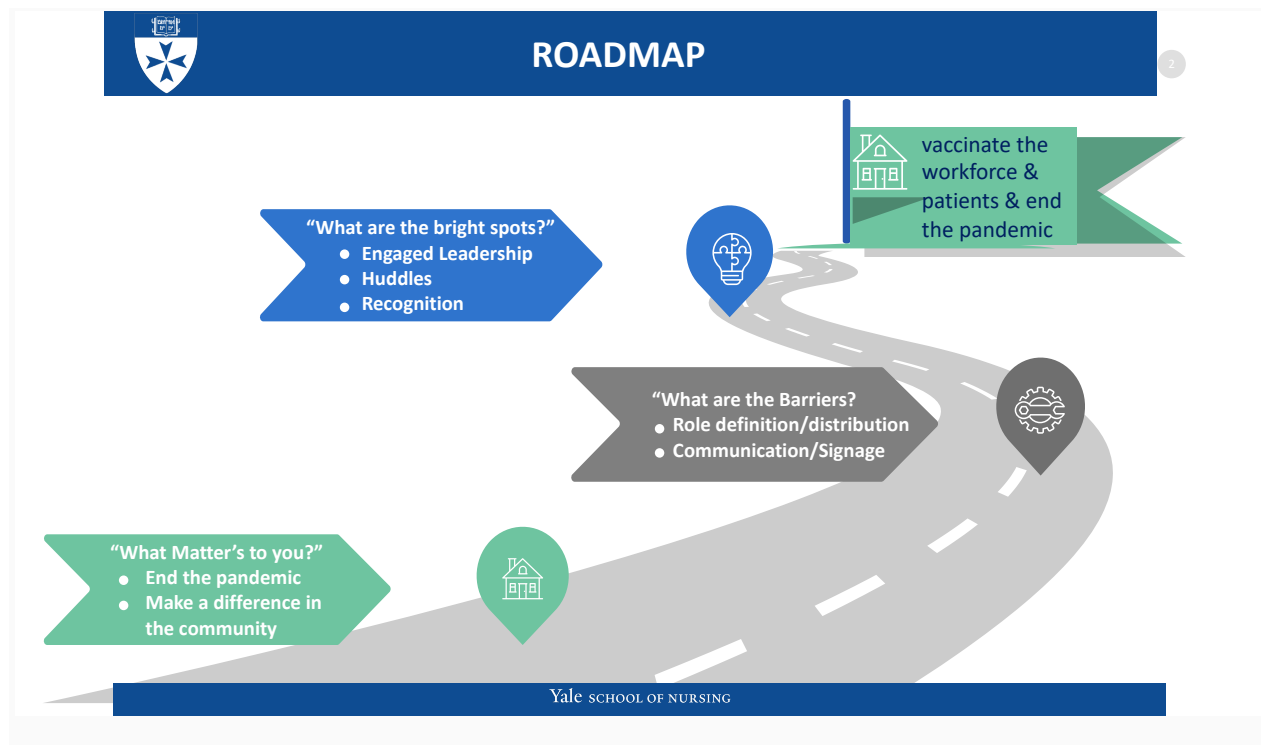 ROADMAP
2
vaccinate the
workforce &
patients & end
the pandemic
“What are the bright spots?”
● Engaged Leadership
● Huddles
● Recognition
“What are the Barriers?
● Role definition/distribution
● Communication/Signage
“What Matter’s to you?”
● End the pandemic
● Make a difference in
the community
Yale SCHOOL OF NURSING